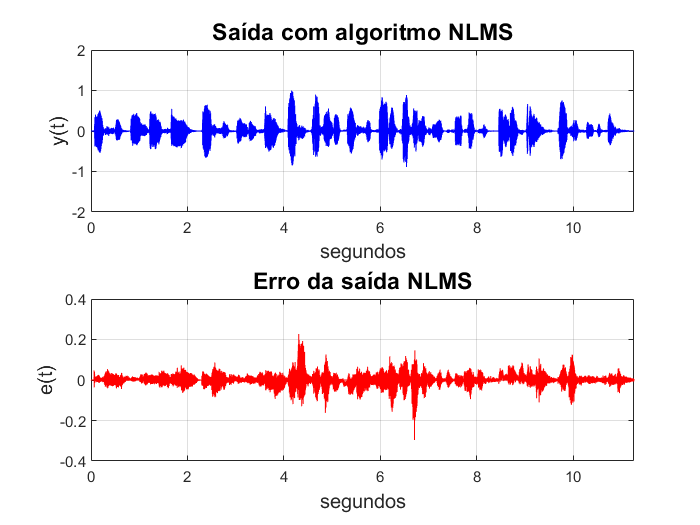 Saída com algoritmo NLMS
2
1
0
-1
-2
y(t)
0 2 4 6 8 10
segundos
Erro da saída NLMS
0.4
0.2
0
-0.2
-0.4
e(t)
0 2 4 6 8 10
segundos